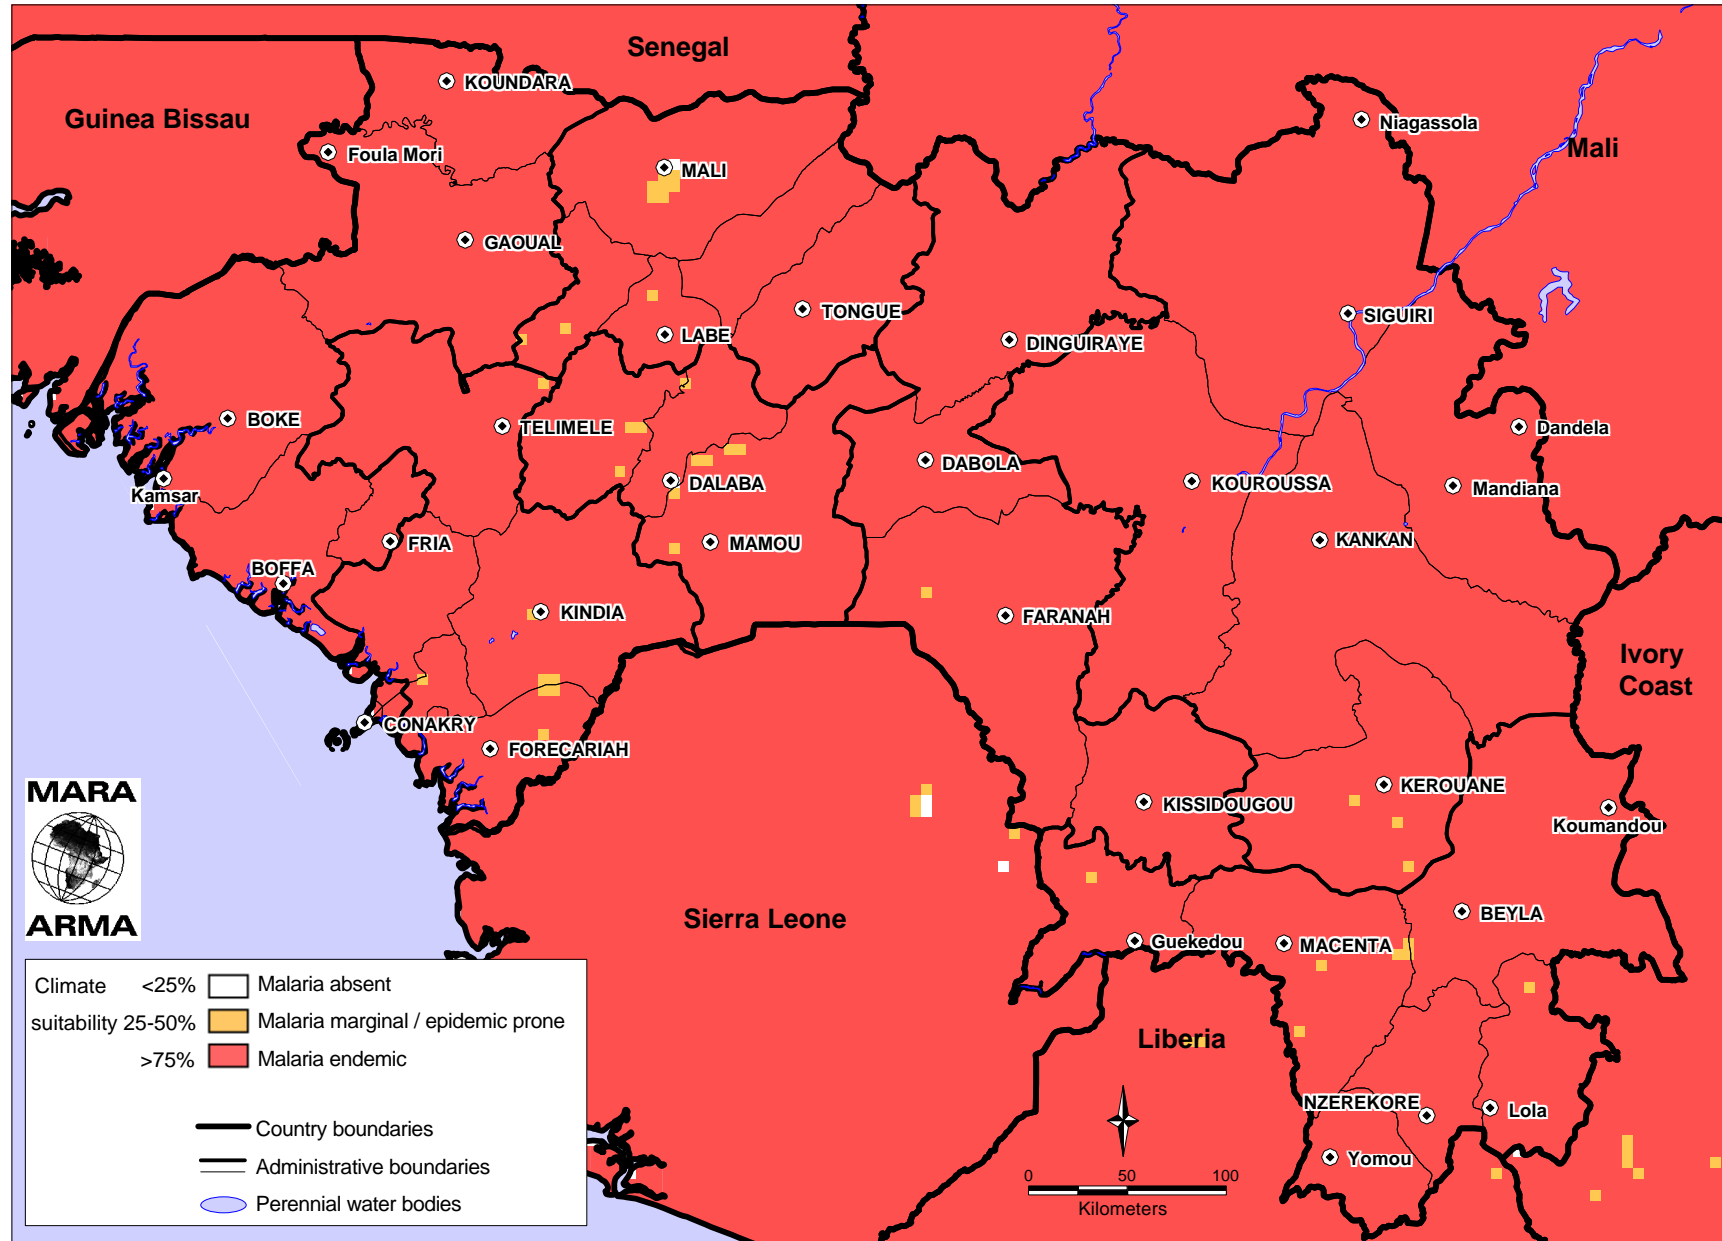 Senegal
KOUNDARA
Guinea Bissau
Niagassola
Mali
Foula Mori
MALI
GAOUAL
TONGUE
SIGUIRI
LABE
DINGUIRAYE
BOKE
TELIMELE
Dandela
DABOLA
DALABA
KOUROUSSA
Mandiana
Kamsar
FRIA
MAMOU
KANKAN
BOFFA
KINDIA
FARANAH
Ivory
Coast
CONAKRY
FORECARIAH
KISSIDOUGOU
KEROUANE
Koumandou
MARA
ARMA
Sierra Leone
BEYLA
Guekedou
MACENTA
Climate <25% Malaria absent
suitability 25-50% Malaria marginal / epidemic prone
>75% Malaria endemic
Liberia
NZEREKORE
Lola
Country boundaries
Administrative boundaries
Yomou
Perennial water bodies
0 50 100
Kilometers